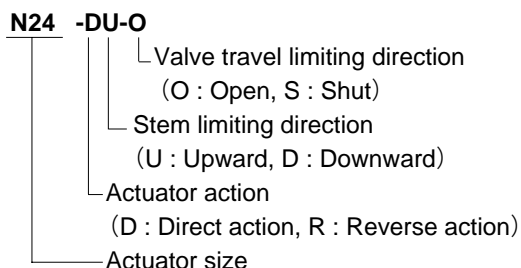 N24 -DU-O
Valve travel limiting direction
（O : Open, S : Shut）
Stem limiting direction
（U : Upward, D : Downward）
Actuator action
（D : Direct action, R : Reverse action）
Actuator size